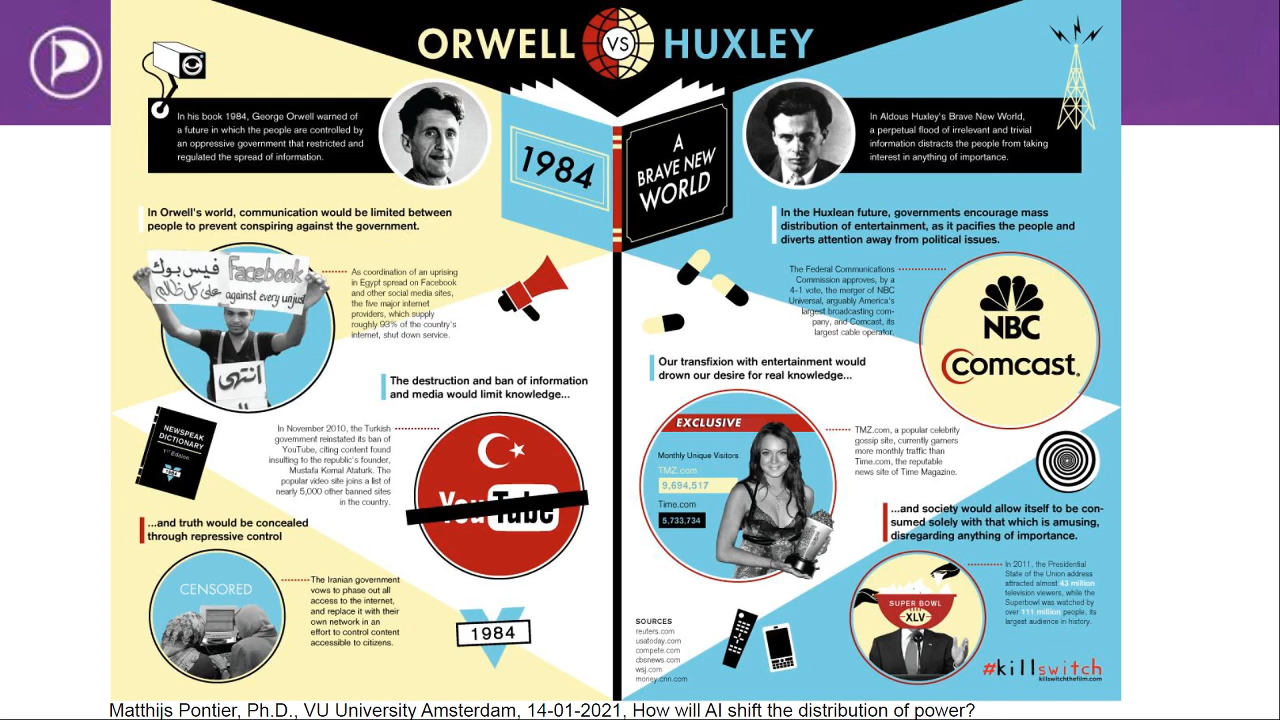 ORWELL VS HUXLEY
In his book 1984, George Orwell warned of
a future in which the people are controlled by
an oppressive government that restricted and
regulated the spread of information.
1984
A
BRAVE NEW
WORLD
In Aldous Huxley's Brave New World,
a perpetual flood of irrelevant and trivial
information distracts the people from taking
interest in anything of importance.
In Orwell's world, communication would be limited between
people to prevent conspiring against the government.
فيس بوك
Facebook
على كل ظالم
against every unjust
انتهى
As coordination of an uprising
in Egypt spread on Facebook
and other social media sites,
the five major internet
providers, which supply
roughly 93% of the country's
internet, shut down service.
The destruction and ban of information
and media would limit knowledge...
NEWSPEAK
DICTIONARY
1st Edition
In November 2010, the Turkish
government reinstated its ban of
YouTube, citing content found
insulting to the republic's founder,
Mustafa Kemal Ataturk. The
popular video site joins a list of
nearly 5,000 other banned sites
in the country.
YouTube
...and truth would be concealed
through repressive control
CENSORED
The Iranian government
vows to phase out all
access to the internet,
and replace it with their
own network in an
effort to control content
accessible to citizens.
1984
In the Huxlean future, governments encourage mass
distribution of entertainment, as it pacifies the people and
diverts attention away from political issues.
The Federal Communications
Commission approves, by a
4-1 vote, the merger of NBC
Universal, arguably America's
largest broadcasting com-
pany, and Comcast, its
largest cable operator.
NBC
Comcast.
Our transfixion with entertainment would
drown our desire for real knowledge...
EXCLUSIVE
Monthly Unique Visitors
TMZ.com
9,694,517
Time.com
5,733,734
TMZ.com, a popular celebrity
gossip site, currently garners
more monthly traffic than
Time.com, the reputable
news site of Time Magazine.
...and society would allow itself to be con-
sumed solely with that which is amusing,
disregarding anything of importance.
SUPER BOWL
XLV
In 2011, the Presidential
State of the Union address
attracted almost 43 million
television viewers, while the
Superbowl was watched by
over 111 million people, its
largest audience in history.
SOURCES
reuters.com
usatoday.com
compete.com
cbsnews.com
wsj.com
money.cnn.com
#killswitch
killswitchthefilm.com
Matthijs Pontier, Ph.D., VU University Amsterdam, 14-01-2021, How will AI shift the distribution of power?